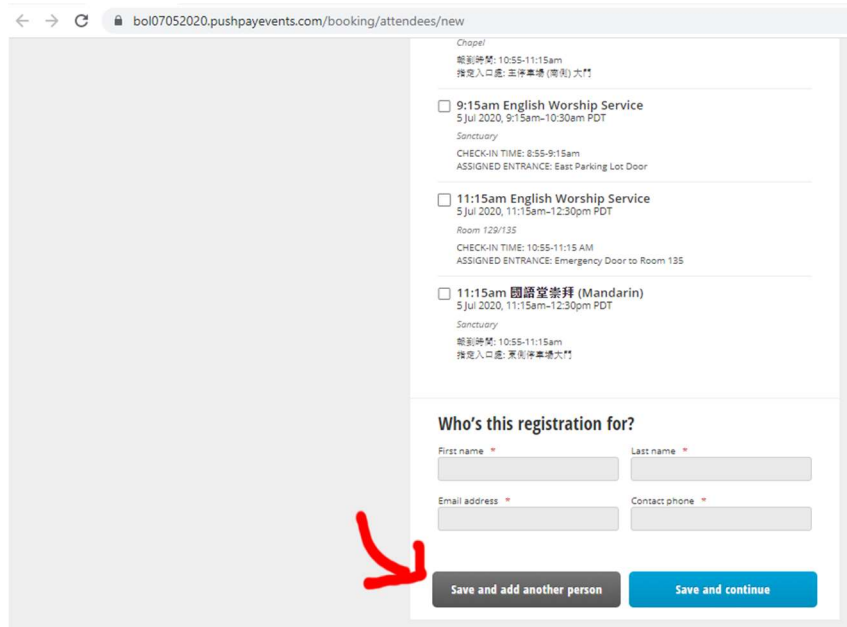 bol07052020.pushpayevents.com/booking/attendees/new
Chapel
報到時間: 10:55-11:15am
指定入口處: 主停車場 (南側) 大門
9:15am English Worship Service
5 Jul 2020, 9:15am–10:30am PDT
Sanctuary
CHECK-IN TIME: 8:55-9:15am
ASSIGNED ENTRANCE: East Parking Lot Door
11:15am English Worship Service
5 Jul 2020, 11:15am–12:30pm PDT
Room 129/135
CHECK-IN TIME: 10:55-11:15 AM
ASSIGNED ENTRANCE: Emergency Door to Room 135
11:15am 國語堂崇拜 (Mandarin)
5 Jul 2020, 11:15am–12:30pm PDT
Sanctuary
報到時間: 10:55-11:15am
指定入口處: 東側停車場大門
Who's this registration for?
First name * Last name *
Email address * Contact phone *
Save and add another person Save and continue